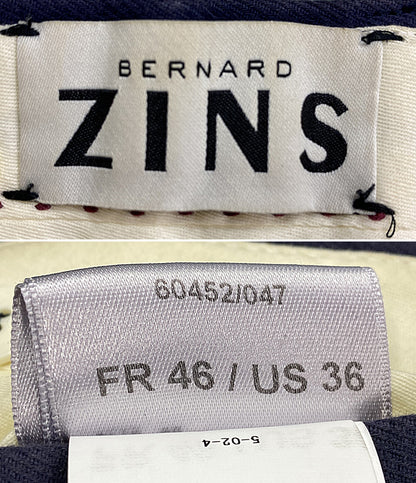 BERNARD
ZINS
60452/047
FR 46 / US 36
5-02-4